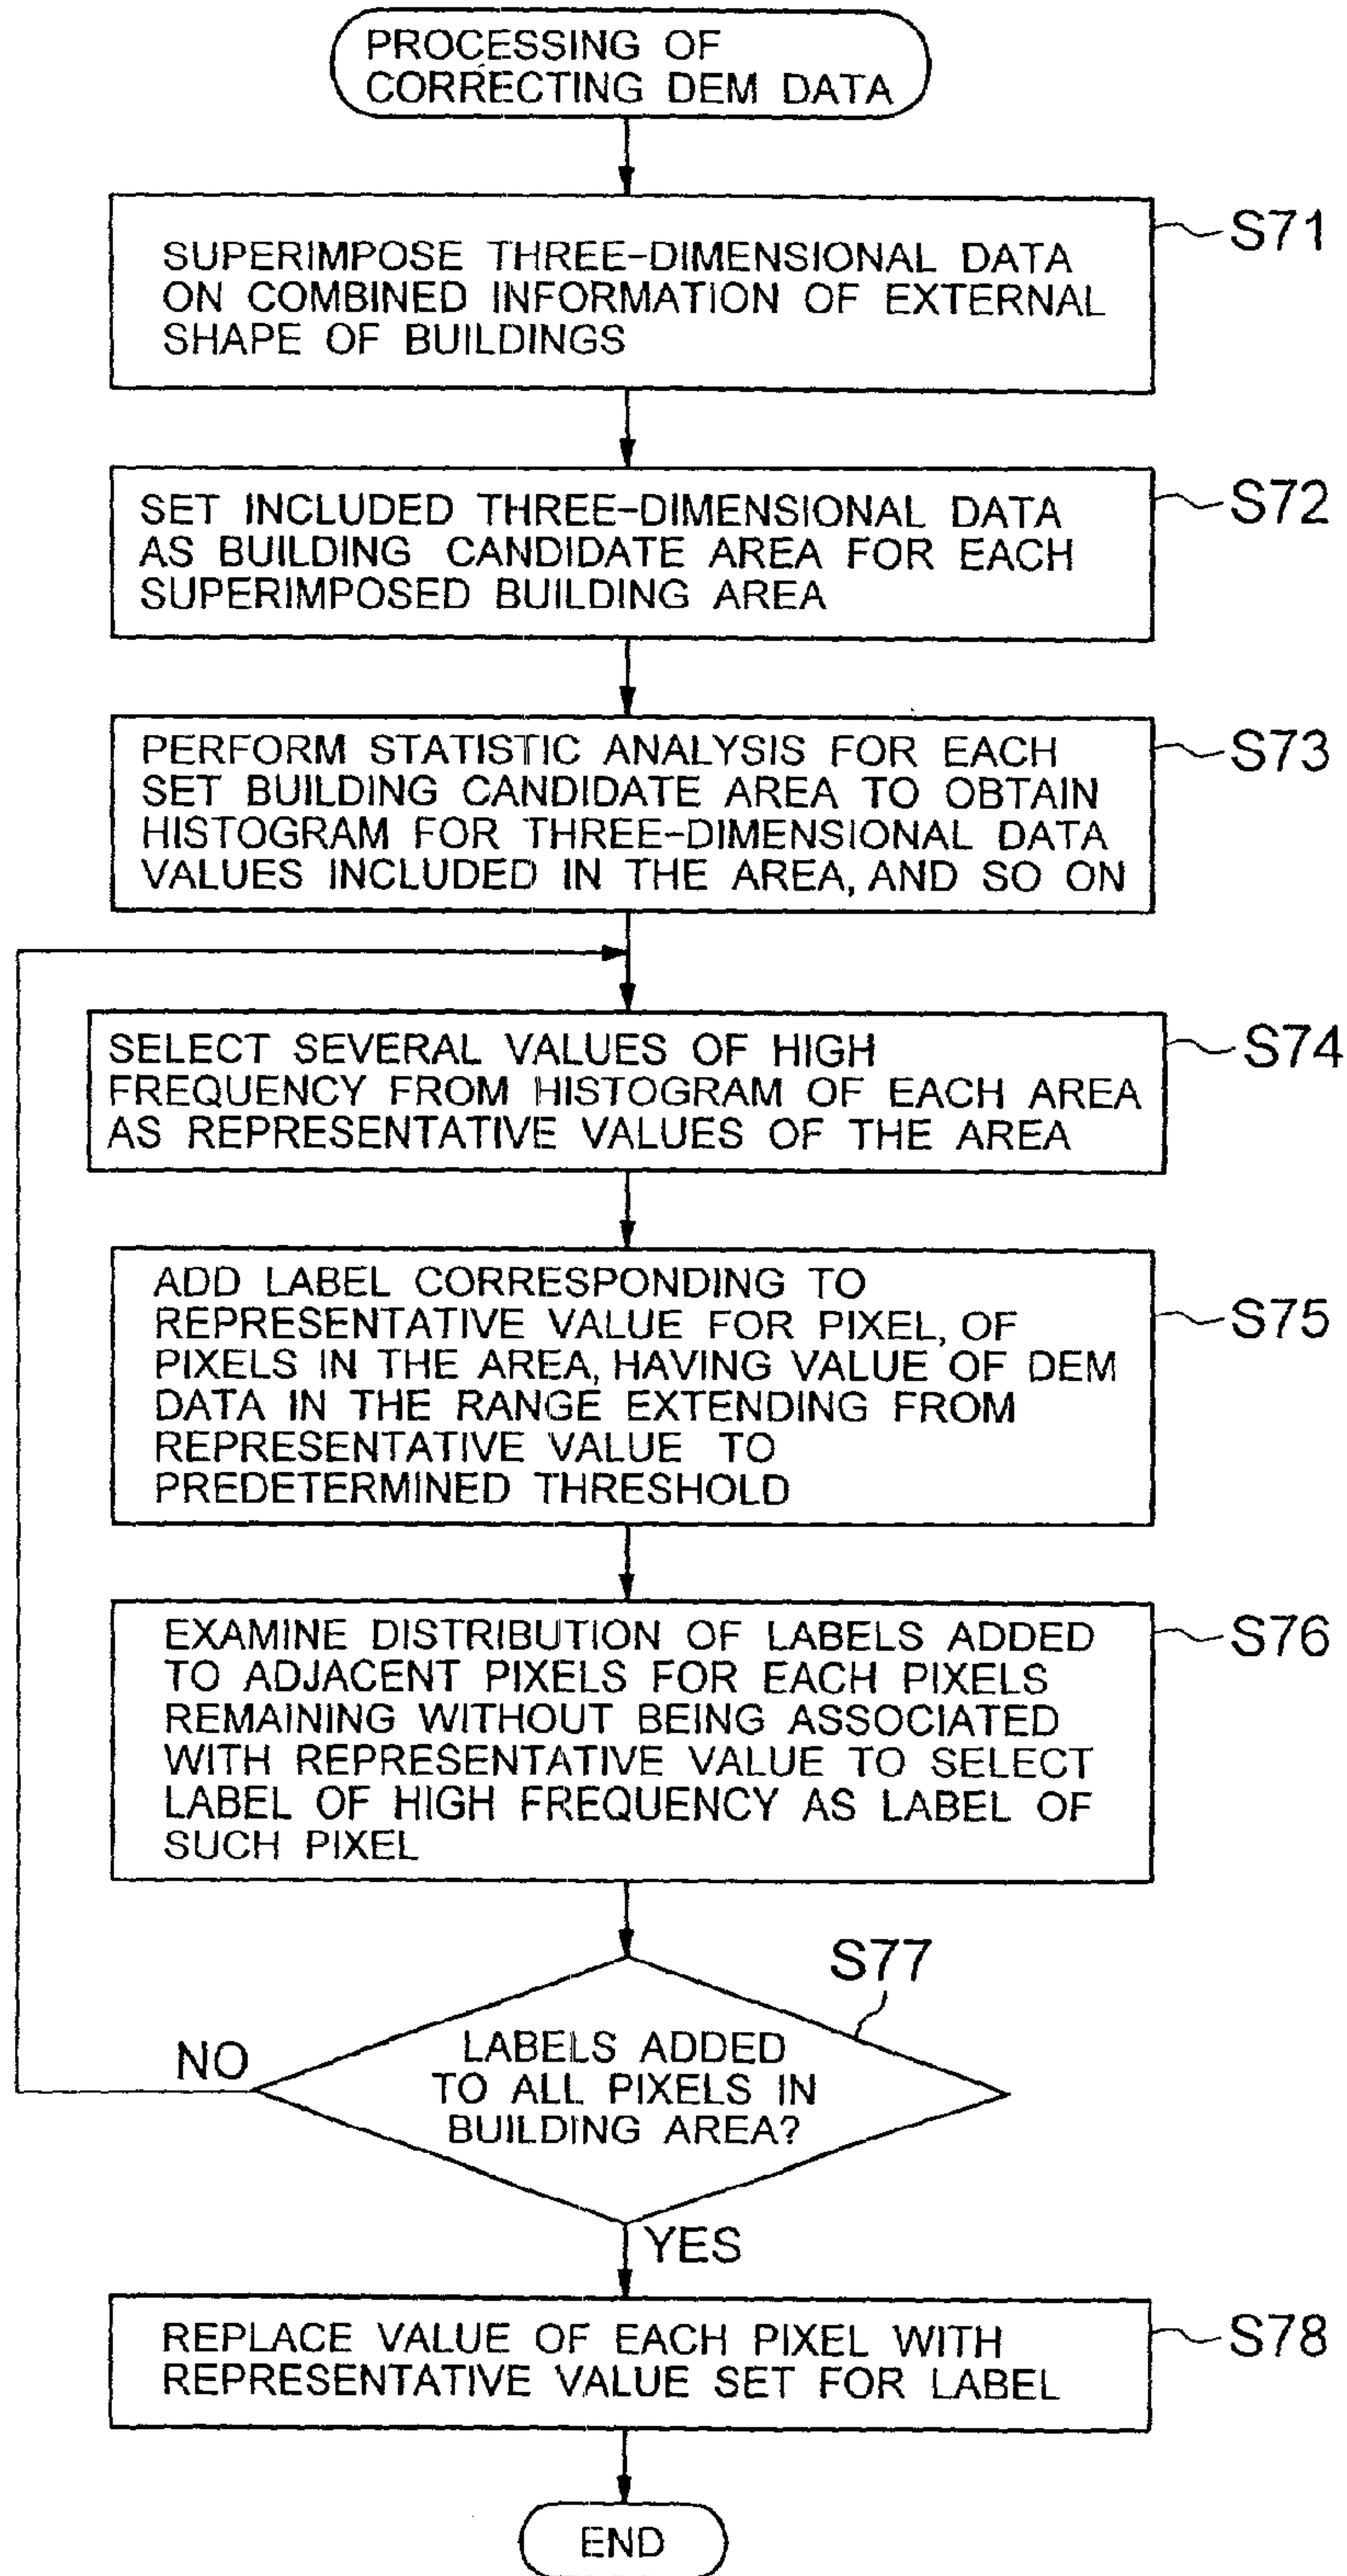 PROCESSING OF
CORRECTING DEM DATA
S71
SUPERIMPOSE THREE-DIMENSIONAL DATA
ON COMBINED INFORMATION OF EXTERNAL
SHAPE OF BUILDINGS
S72
SET INCLUDED THREE-DIMENSIONAL DATA
AS BUILDING CANDIDATE AREA FOR EACH
SUPERIMPOSED BUILDING AREA
S73
PERFORM STATISTIC ANALYSIS FOR EACH
SET BUILDING CANDIDATE AREA TO OBTAIN
HISTOGRAM FOR THREE-DIMENSIONAL DATA
VALUES INCLUDED IN THE AREA, AND SO ON
S74
SELECT SEVERAL VALUES OF HIGH
FREQUENCY FROM HISTOGRAM OF EACH AREA
AS REPRESENTATIVE VALUES OF THE AREA
S75
ADD LABEL CORRESPONDING TO
REPRESENTATIVE VALUE FOR PIXEL, OF
PIXELS IN THE AREA, HAVING VALUE OF DEM
DATA IN THE RANGE EXTENDING FROM
REPRESENTATIVE VALUE TO
PREDETERMINED THRESHOLD
S76
EXAMINE DISTRIBUTION OF LABELS ADDED
TO ADJACENT PIXELS FOR EACH PIXELS
REMAINING WITHOUT BEING ASSOCIATED
WITH REPRESENTATIVE VALUE TO SELECT
LABEL OF HIGH FREQUENCY AS LABEL OF
SUCH PIXEL
S77
NO
LABELS ADDED
TO ALL PIXELS IN
BUILDING AREA?
YES
S78
REPLACE VALUE OF EACH PIXEL WITH
REPRESENTATIVE VALUE SET FOR LABEL
END